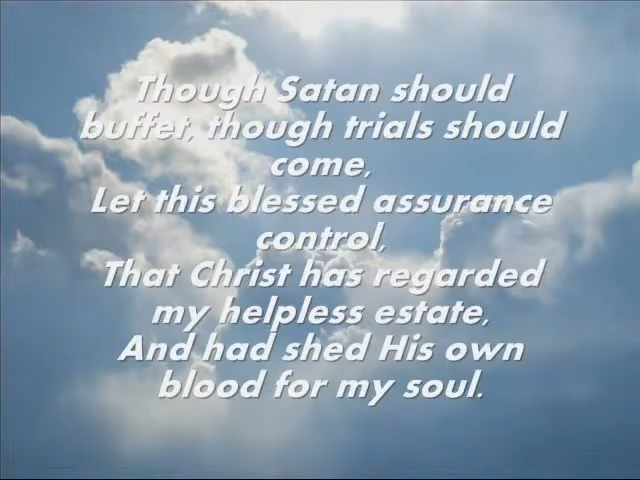 Though Satan should
buffet, though trials should
come,
Let this blessed assurance
control,
That Christ has regarded
my helpless estate,
And had shed His own
blood for my soul.